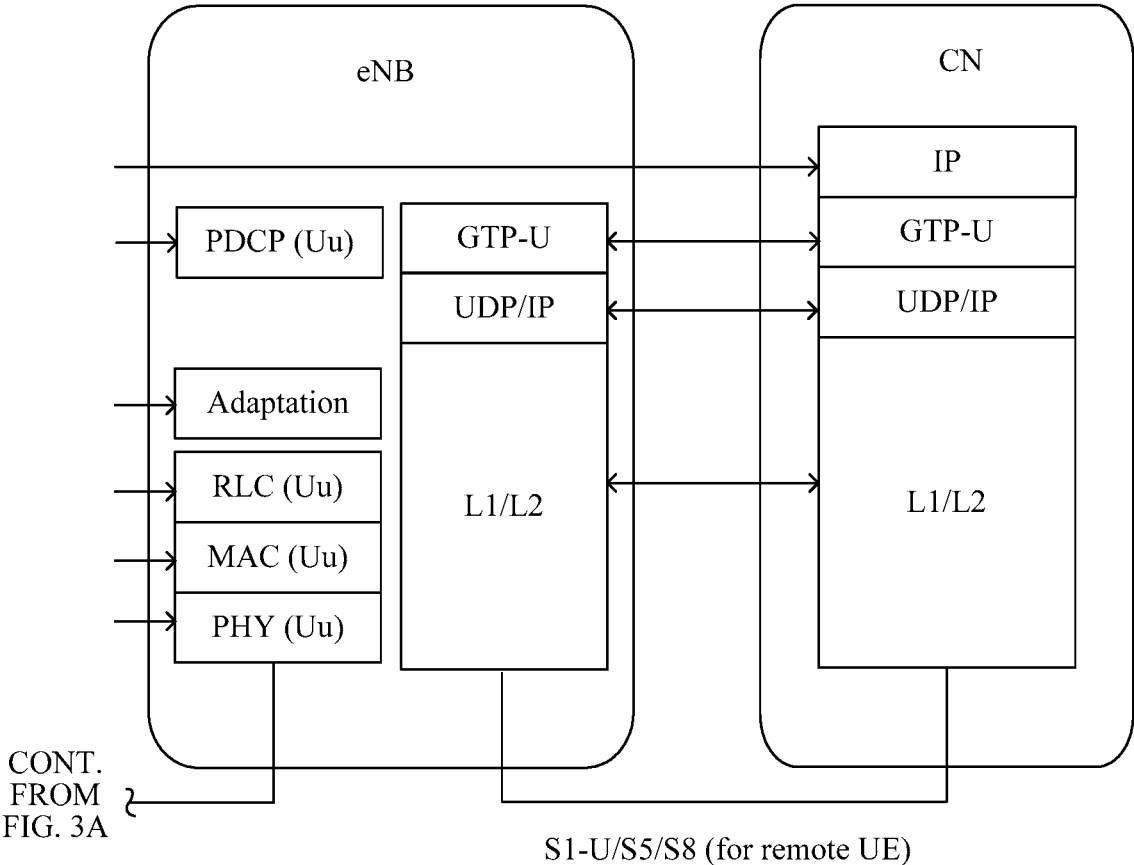 eNB
CN
IP
PDCP (Uu)
GTP-U
GTP-U
UDP/IP
UDP/IP
Adaptation
RLC (Uu)
L1/L2
L1/L2
MAC (Uu)
PHY (Uu)
CONT.
FROM
FIG. 3A
S1-U/S5/S8 (for remote UE)